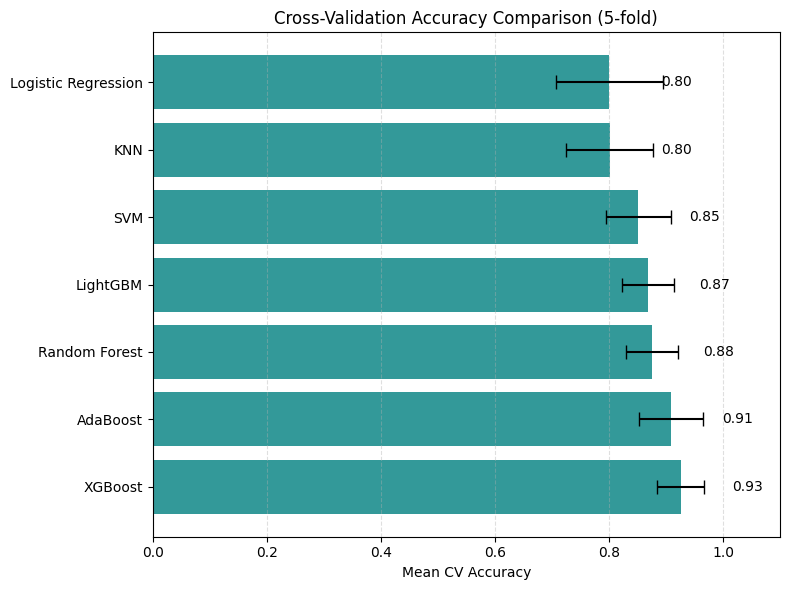 Cross-Validation Accuracy Comparison (5-fold)
Logistic Regression
0.80
KNN
0.80
SVM
0.85
LightGBM
0.87
Random Forest
0.88
AdaBoost
0.91
XGBoost
0.93
0.0 0.2 0.4 0.6 0.8 1.0
Mean CV Accuracy